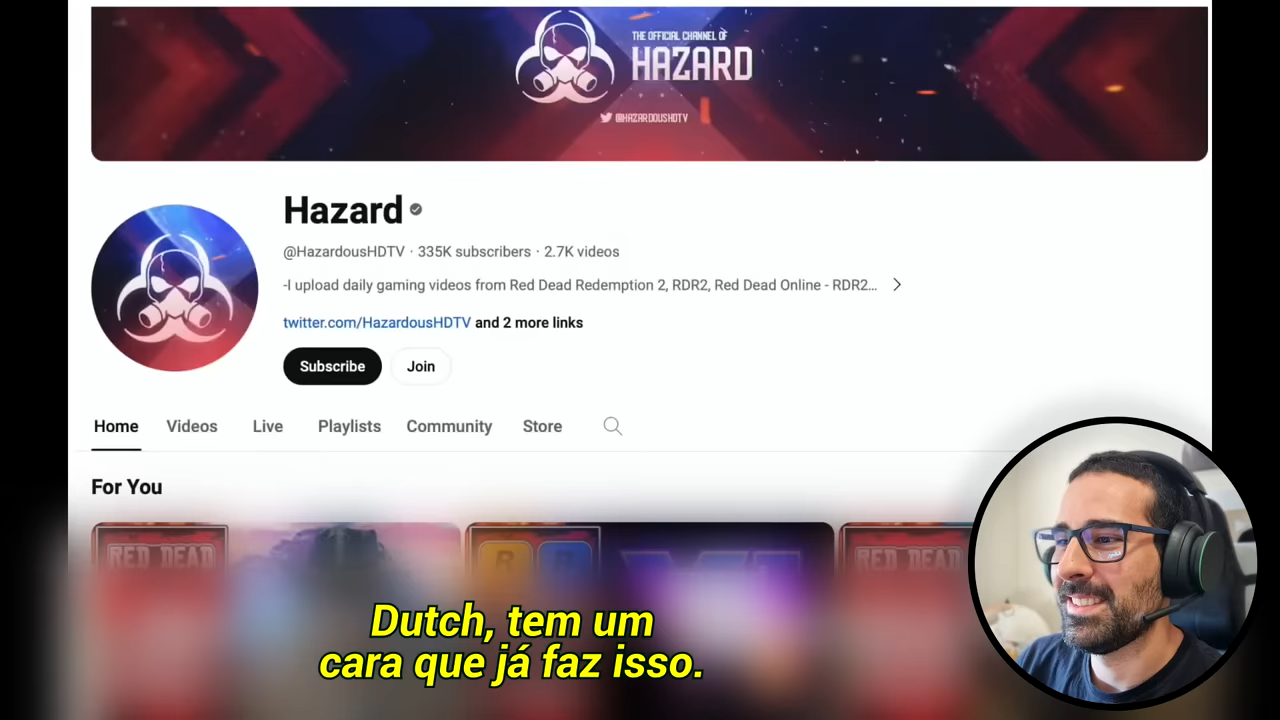 THE OFFICIAL CHANNEL OF
HAZARD
@HAZARDOUSHDTV
Hazard
@HazardousHDTV · 335K subscribers · 2.7K videos
-I upload daily gaming videos from Red Dead Redemption 2, RDR2, Red Dead Online - RDR2...
twitter.com/HazardousHDTV and 2 more links
Subscribe Join
Home Videos Live Playlists Community Store
For You
RED DEAD
RED DEAD
Dutch, tem um
cara que já faz isso.